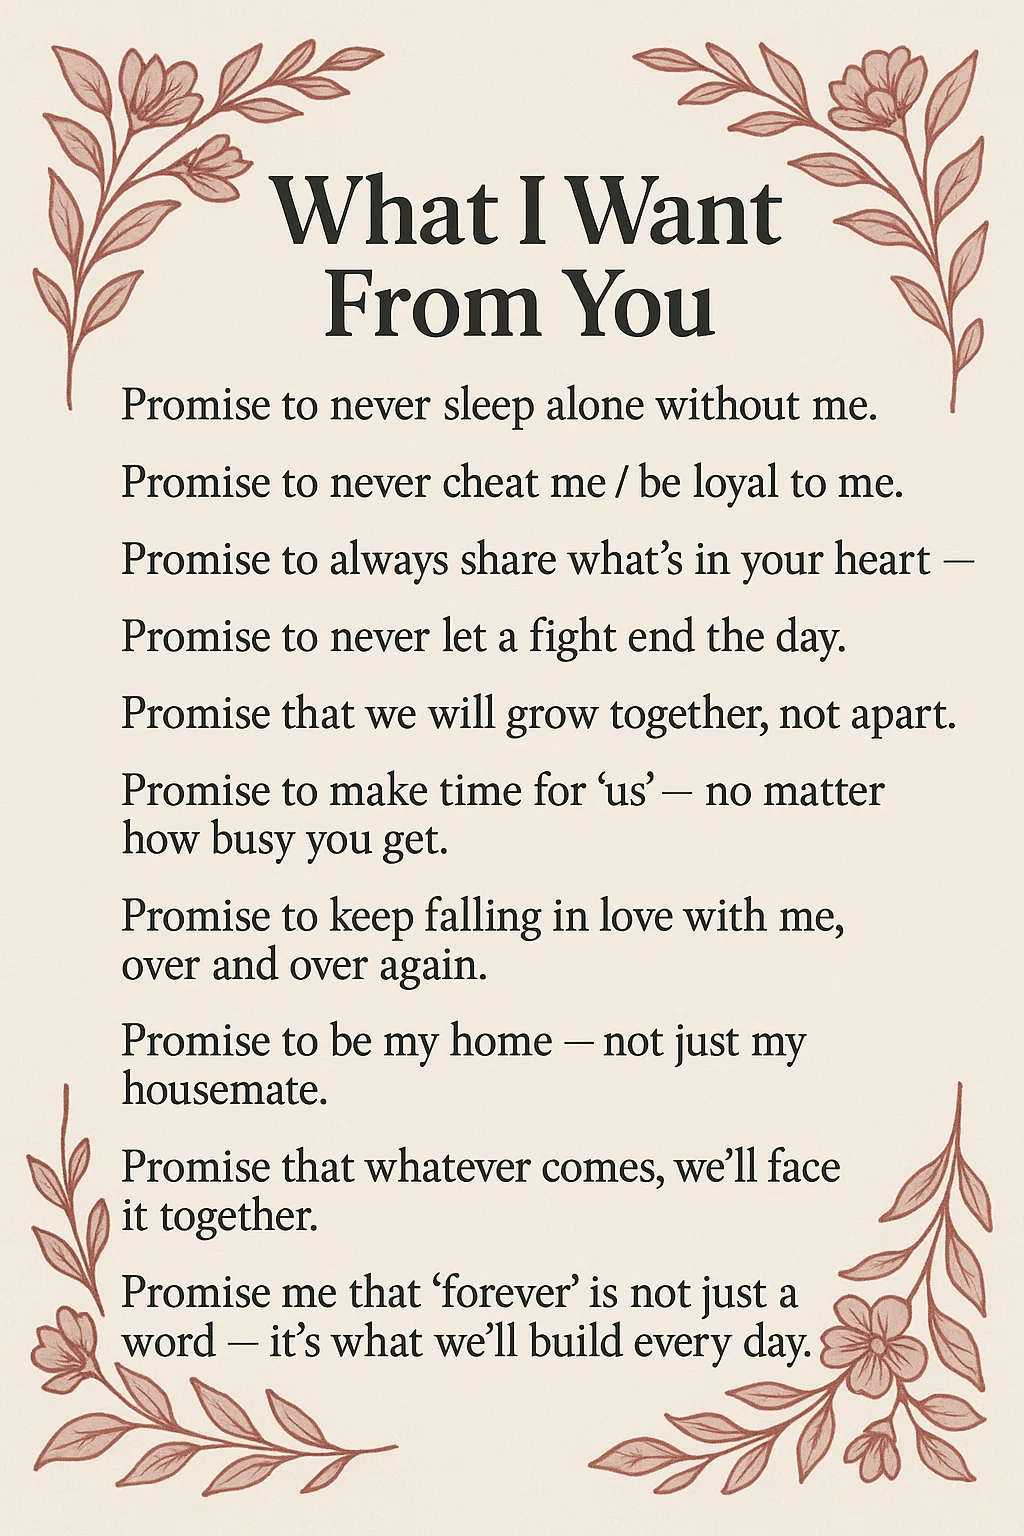 What I Want
From You
Promise to never sleep alone without me.
Promise to never cheat me / be loyal to me.
Promise to always share what’s in your heart —
Promise to never let a fight end the day.
Promise that we will grow together, not apart.
Promise to make time for ‘us’ — no matter
how busy you get.
Promise to keep falling in love with me,
over and over again.
Promise to be my home — not just my
housemate.
Promise that whatever comes, we’ll face
it together.
Promise me that ‘forever’ is not just a
word — it’s what we’ll build every day.